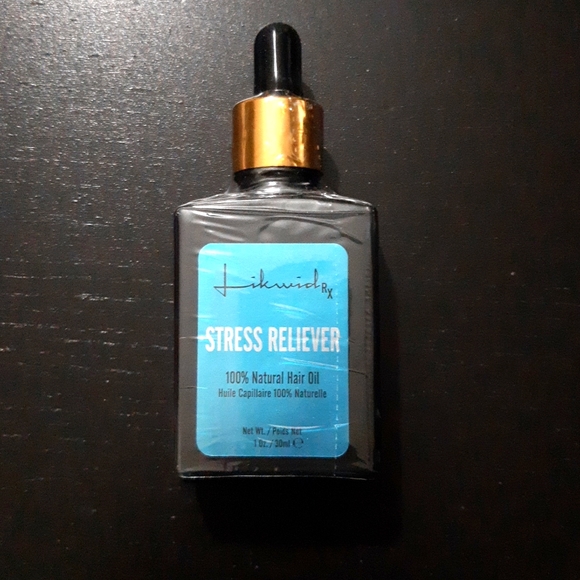 Likwid Rx
STRESS RELIEVER
100% Natural Hair Oil
Huile Capillaire 100% Naturelle
Net Wt. / Poids Net
1 Oz. / 30ml ℮